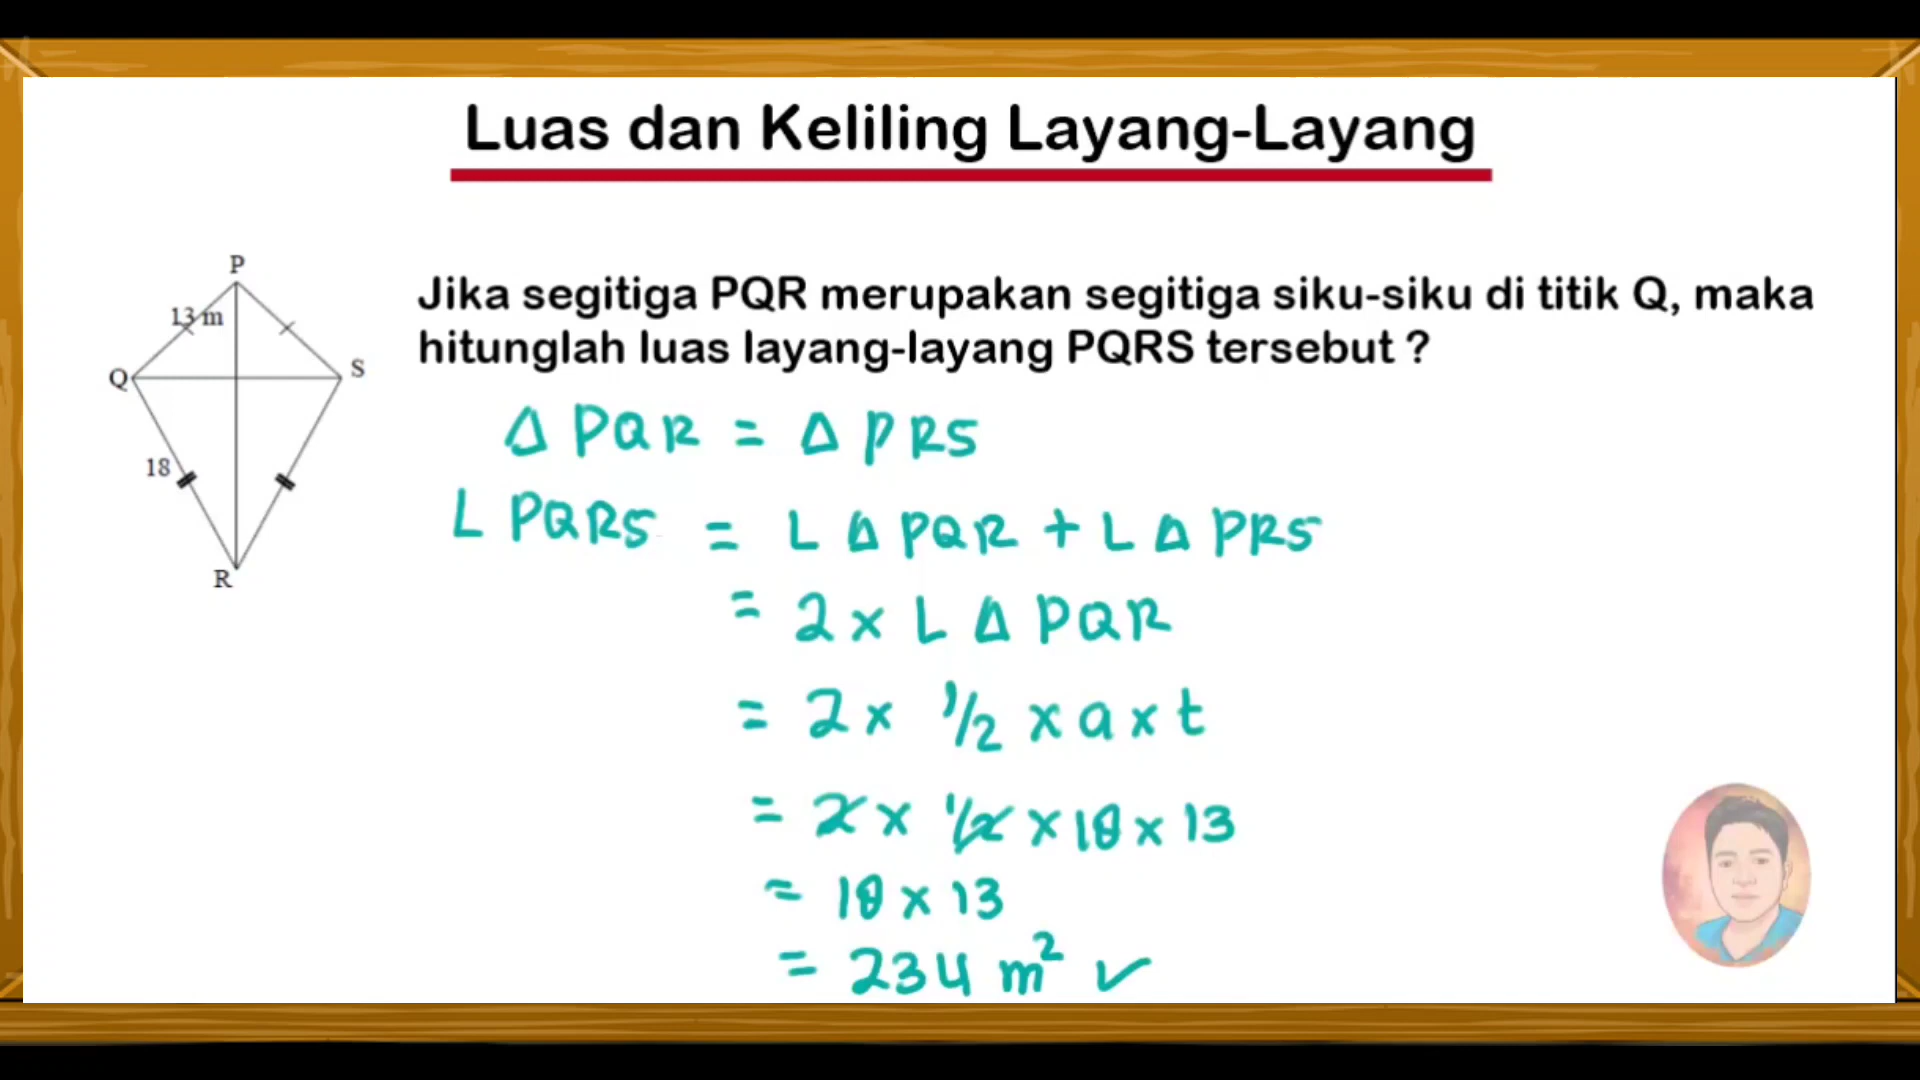 Luas dan Keliling Layang-Layang
P
13 m
Q
S
18
R
Jika segitiga PQR merupakan segitiga siku-siku di titik Q, maka
hitunglah luas layang-layang PQRS tersebut ?
Δ PQR = Δ PRS
L PQRS = L Δ PQR + L Δ PRS
= 2 x L Δ PQR
= 2 x 1/2 x a x t
= 2 x 1/2 x 18 x 13
= 18 x 13
= 234 m² ✓